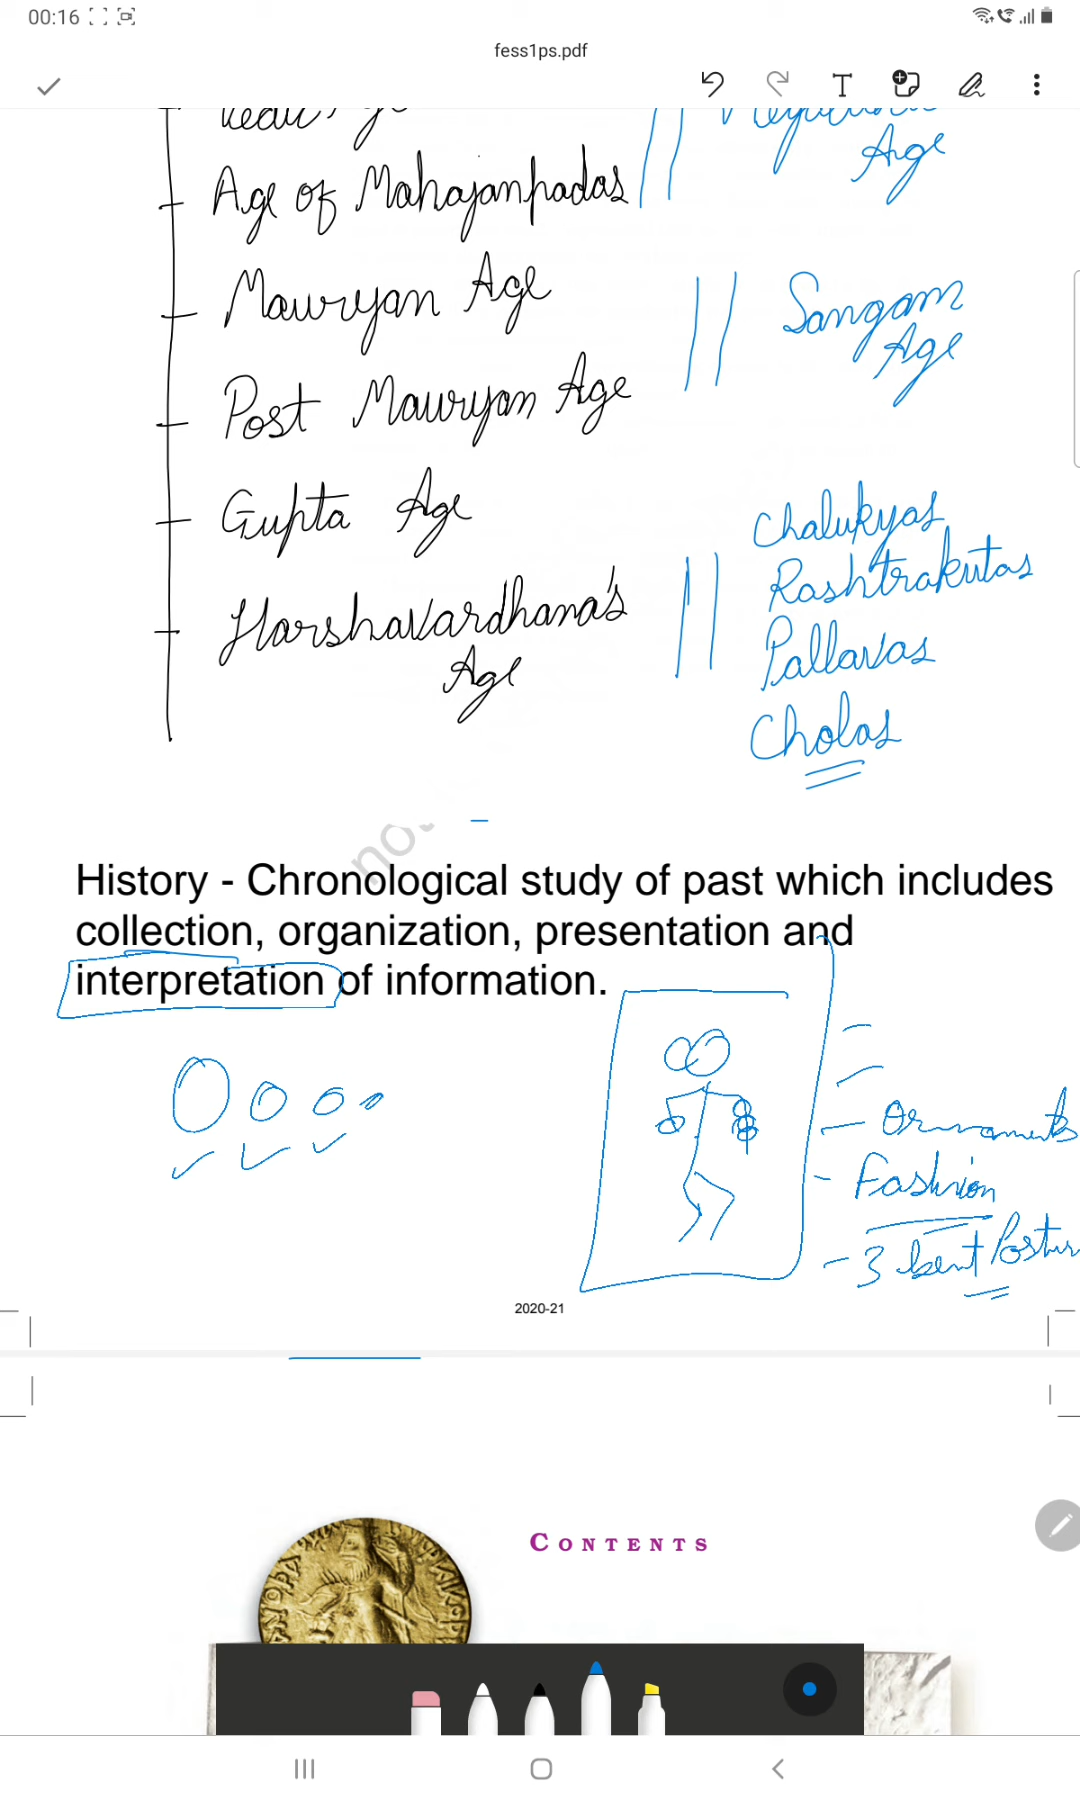 00:16
fess1ps.pdf
T
Age of Mahajanpadas
Age
Mauryan Age
Sangam
Age
Post Mauryan Age
Gupta Age
Chalukyas
Rashtrakutas
Harshavardhana's
Age
Pallavas
Cholas
not
History - Chronological study of past which includes
collection, organization, presentation and
interpretation of information.
- Ornaments
- Fashion
- 3 bent Postur
2020-21
CONTENTS